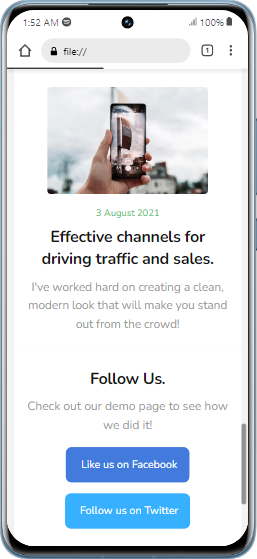 1:52 AM
100%
file://
1
3 August 2021
Effective channels for
driving traffic and sales.
I've worked hard on creating a clean,
modern look that will make you stand
out from the crowd!
Follow Us.
Check out our demo page to see how
we did it!
Like us on Facebook
Follow us on Twitter